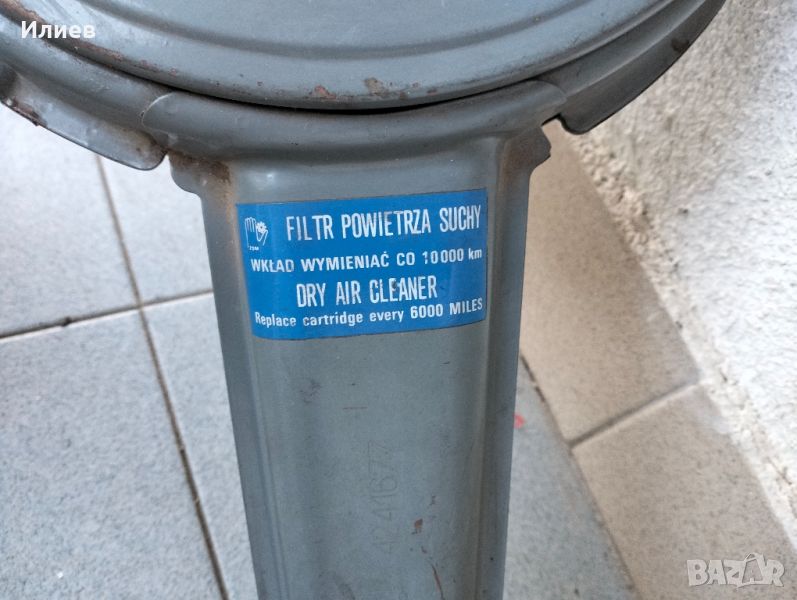 Илиев
FILTR POWIETRZA SUCHY
WKŁAD WYMIENIAĆ CO 10000 km
DRY AIR CLEANER
Replace cartridge every 6000 MILES
BAZAR